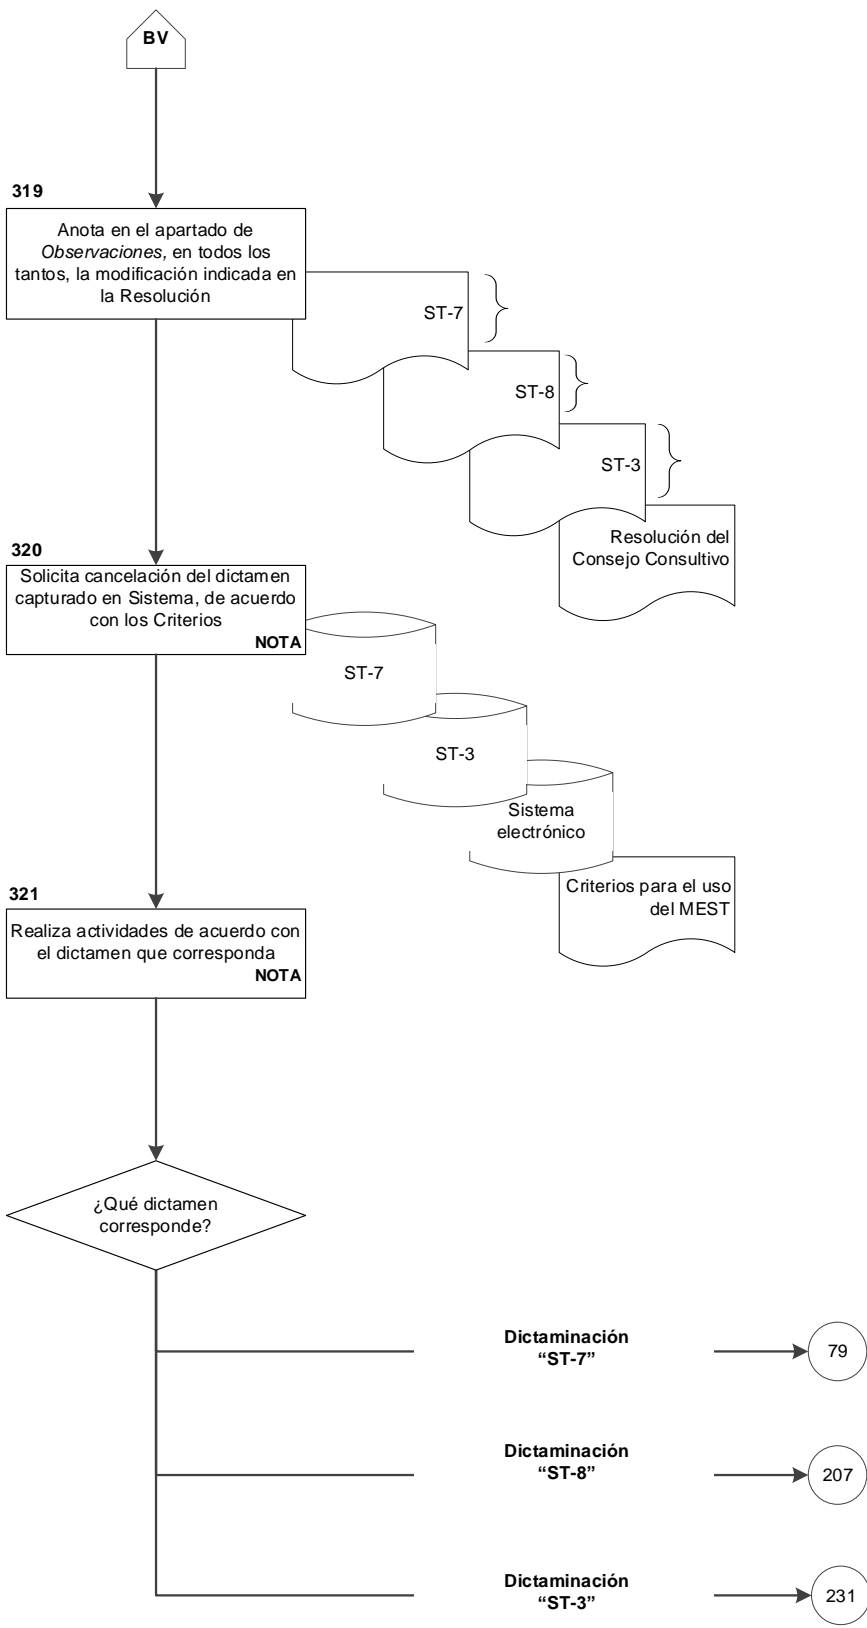 BV
319
Anota en el apartado de
Observaciones, en todos los
tantos, la modificación indicada en
la Resolución
ST-7
ST-8
ST-3
Resolución del
Consejo Consultivo
320
Solicita cancelación del dictamen
capturado en Sistema, de acuerdo
con los Criterios
NOTA
ST-7
ST-3
Sistema
electrónico
Criterios para el uso
del MEST
321
Realiza actividades de acuerdo con
el dictamen que corresponda
NOTA
¿Qué dictamen
corresponde?
Dictaminación
“ST-7”
79
Dictaminación
“ST-8”
207
Dictaminación
“ST-3”
231